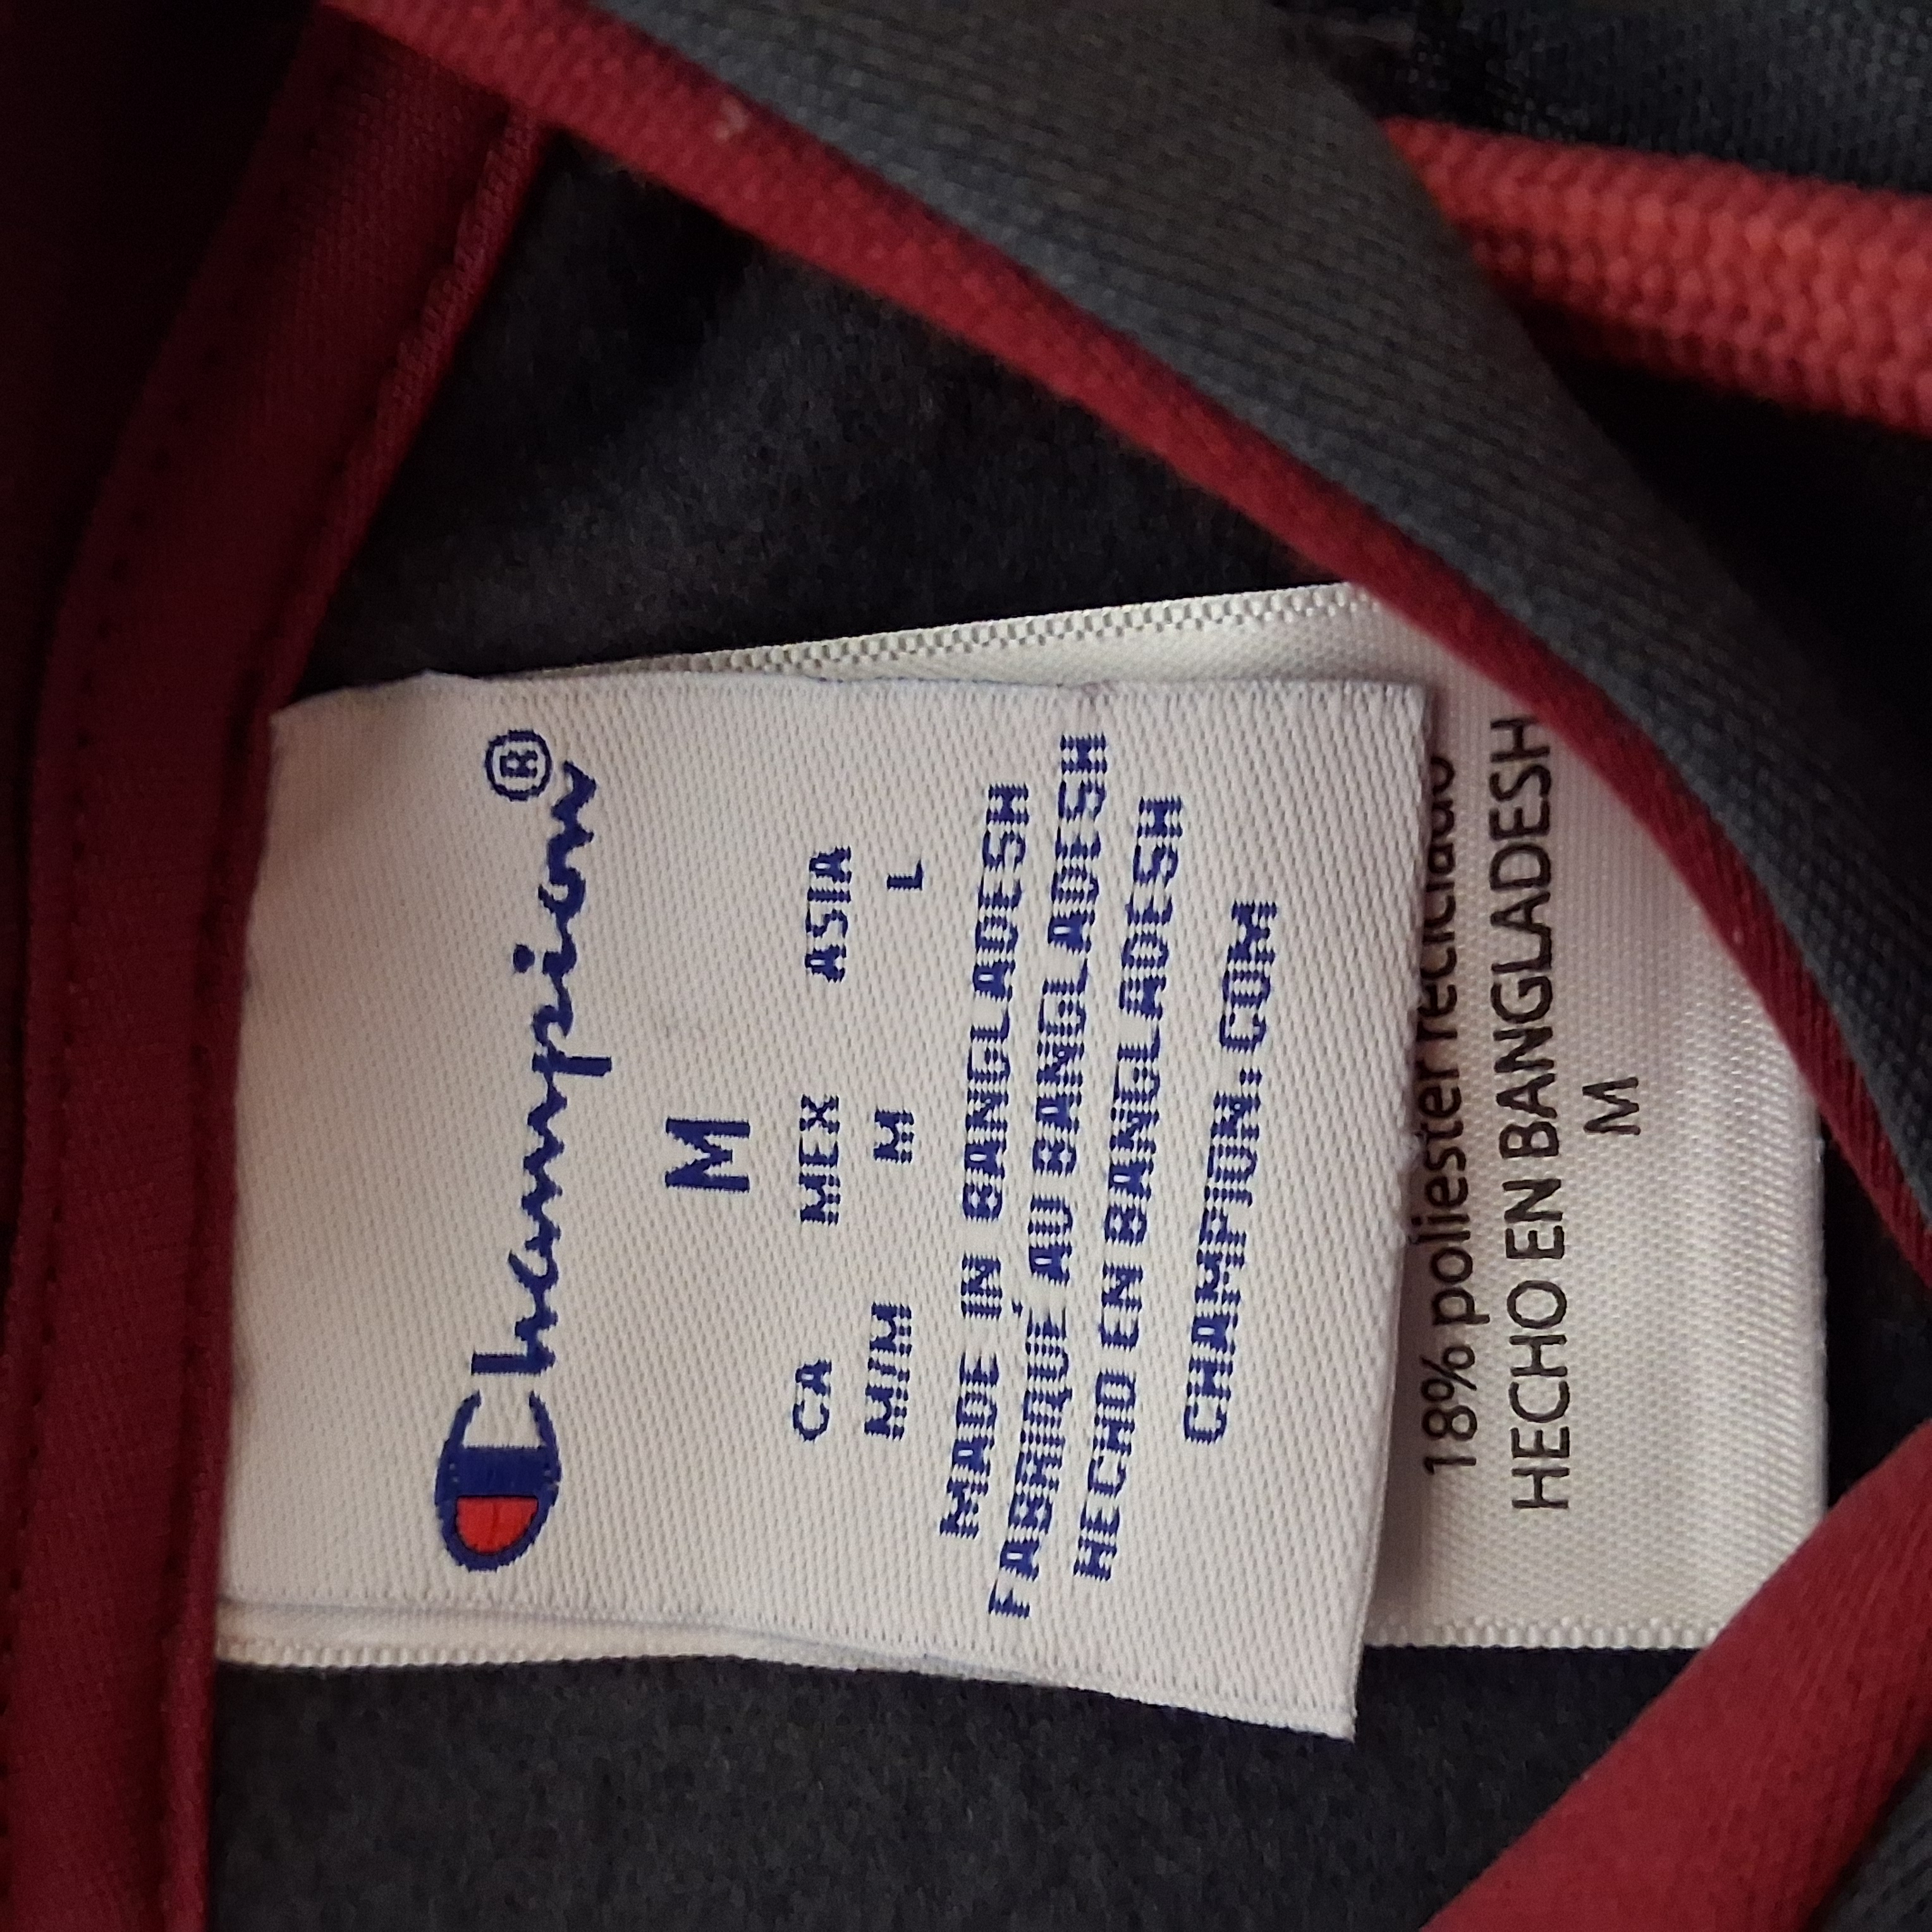 Champion®
M
CA MEX ASIA
M/M M L
MADE IN BANGLADESH
FABRIQUÉ AU BANGLADESH
HECHO EN BANGLADESH
CHAMPION.COM
18% poliester reciclado
HECHO EN BANGLADESH
M